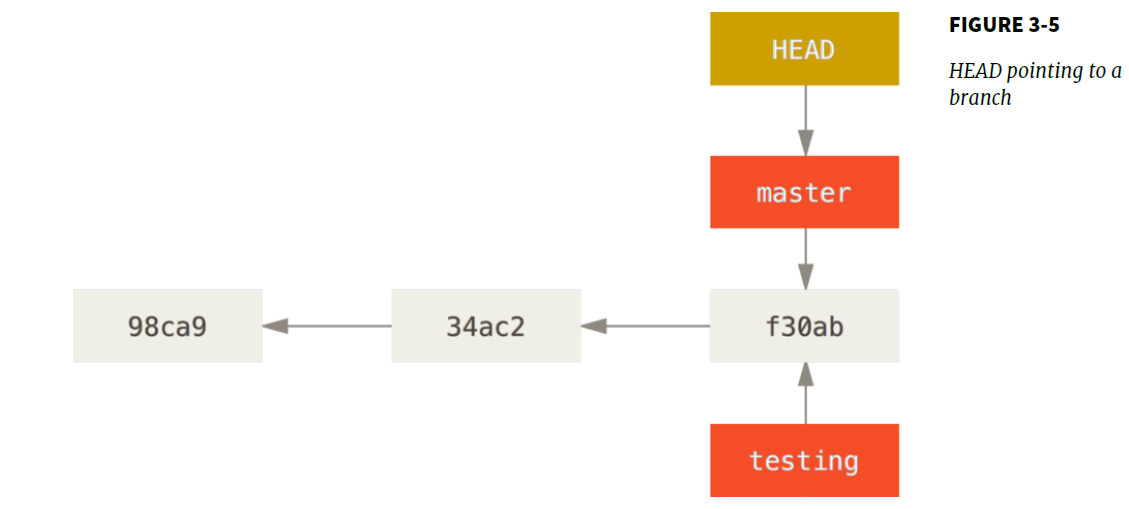 HEAD
FIGURE 3-5
HEAD pointing to a
branch
master
98ca9
34ac2
f30ab
testing